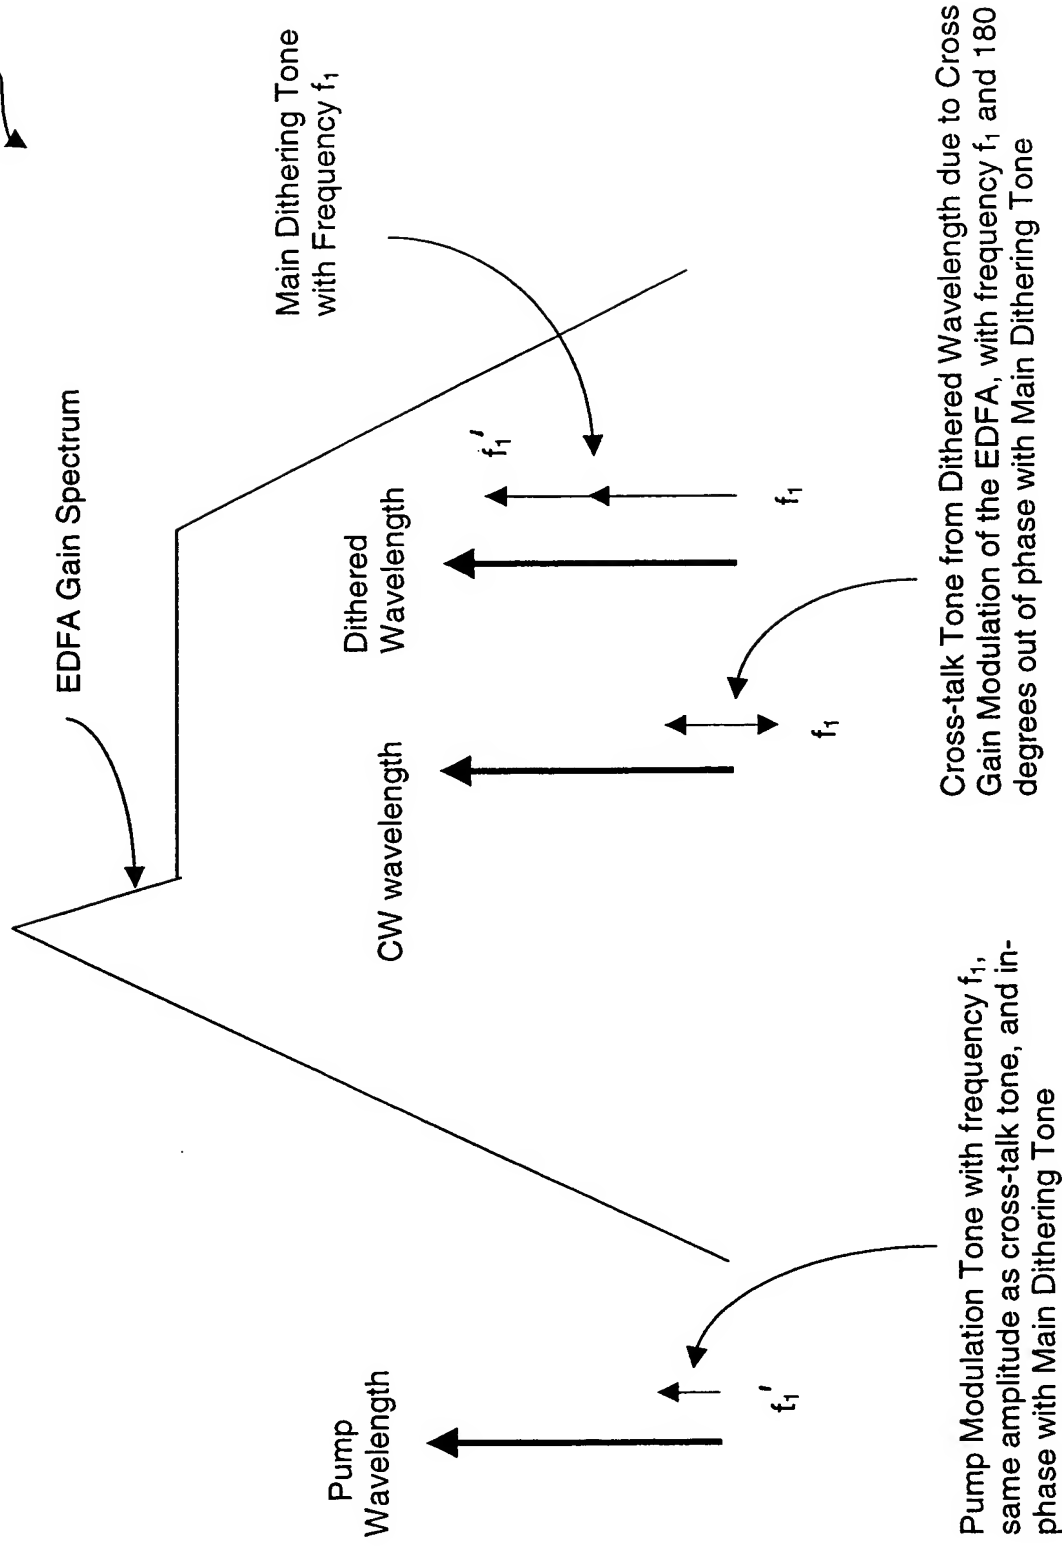 EDFA Gain Spectrum
Main Dithering Tone
with Frequency f₁
Pump
Wavelength
f₁'
CW wavelength
f₁
Dithered
Wavelength
f₁'
f₁
Pump Modulation Tone with frequency f₁,
same amplitude as cross-talk tone, and in-
phase with Main Dithering Tone
Cross-talk Tone from Dithered Wavelength due to Cross
Gain Modulation of the EDFA, with frequency f₁ and 180
degrees out of phase with Main Dithering Tone